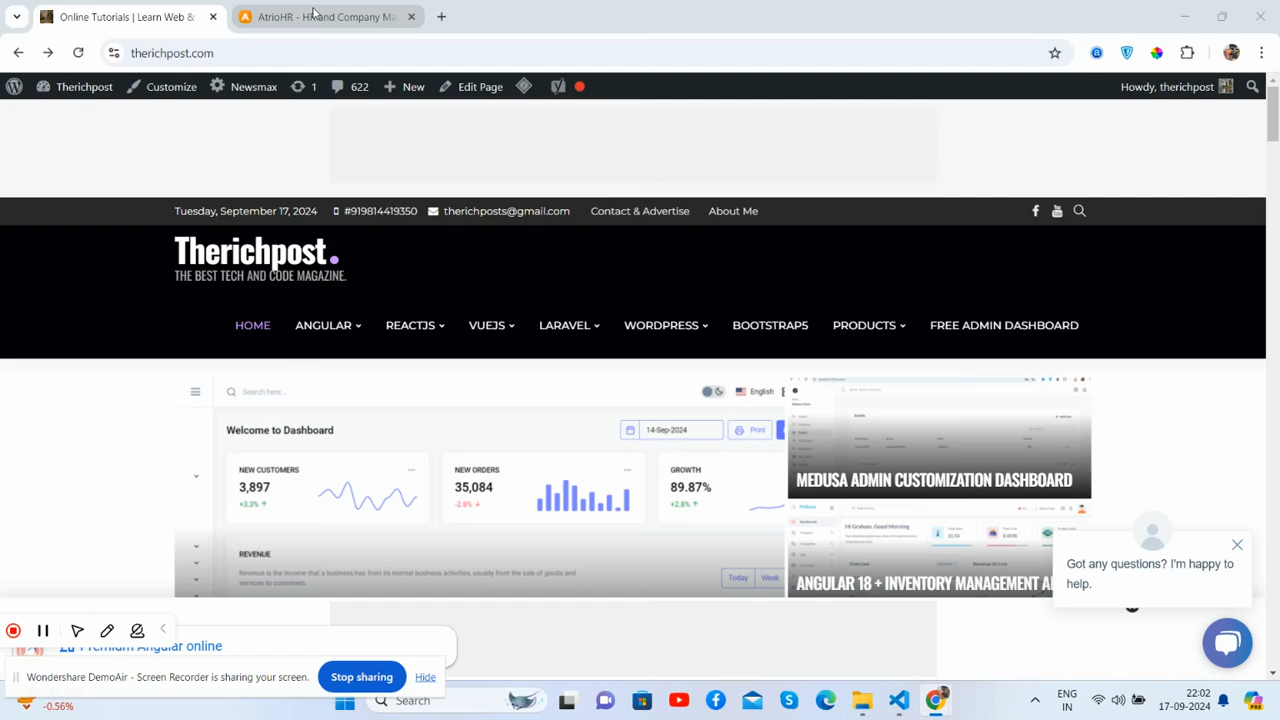 Online Tutorials | Learn Web &
AtrioHR - HR and Company Ma
therichpost.com
Therichpost
Customize
Newsmax
1
622
New
Edit Page
Howdy, therichpost
Tuesday, September 17, 2024
#919814419350
therichposts@gmail.com
Contact & Advertise
About Me
Therichpost.
THE BEST TECH AND CODE MAGAZINE.
HOME
ANGULAR
REACTJS
VUEJS
LARAVEL
WORDPRESS
BOOTSTRAP5
PRODUCTS
FREE ADMIN DASHBOARD
Search here...
English
Welcome to Dashboard
14-Sep-2024
Print
NEW CUSTOMERS
3,897
+3.3%
NEW ORDERS
35,084
-2.8%
GROWTH
89.87%
+2.8%
REVENUE
Revenue is the income that a business has from its normal business activities, usually from the sale of goods and
services to customers.
Today
Week
MEDUSA ADMIN CUSTOMIZATION DASHBOARD
Hi Graham, Good Morning
ANGULAR 18 + INVENTORY MANAGEMENT
Got any questions? I'm happy to
help.
Premium Angular online
Wondershare DemoAir - Screen Recorder is sharing your screen.
Stop sharing
Hide
-0.56%
Search
ENG
IN
22:02
17-09-2024